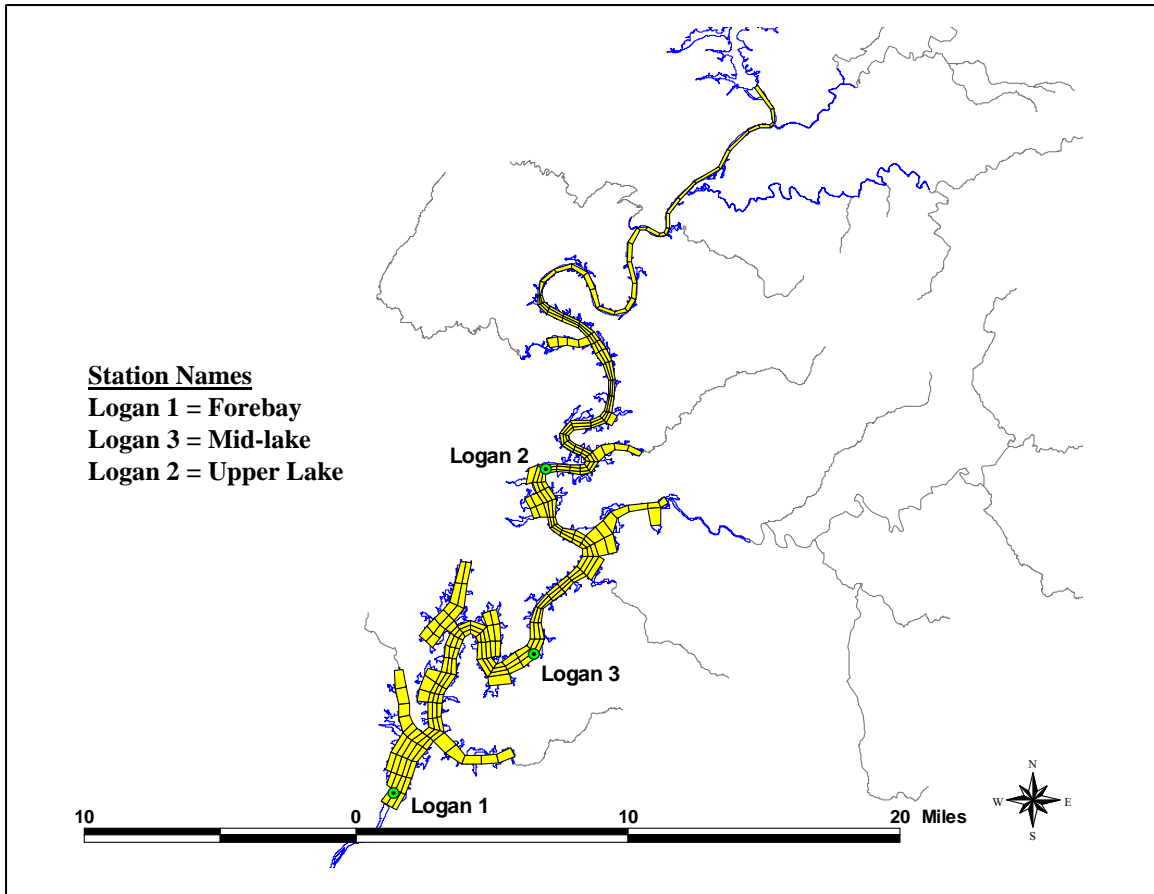 Station Names
Logan 1 = Forebay
Logan 3 = Mid-lake
Logan 2 = Upper Lake
Logan 2
Logan 3
Logan 1
N
W E
S
10 0 10 20 Miles